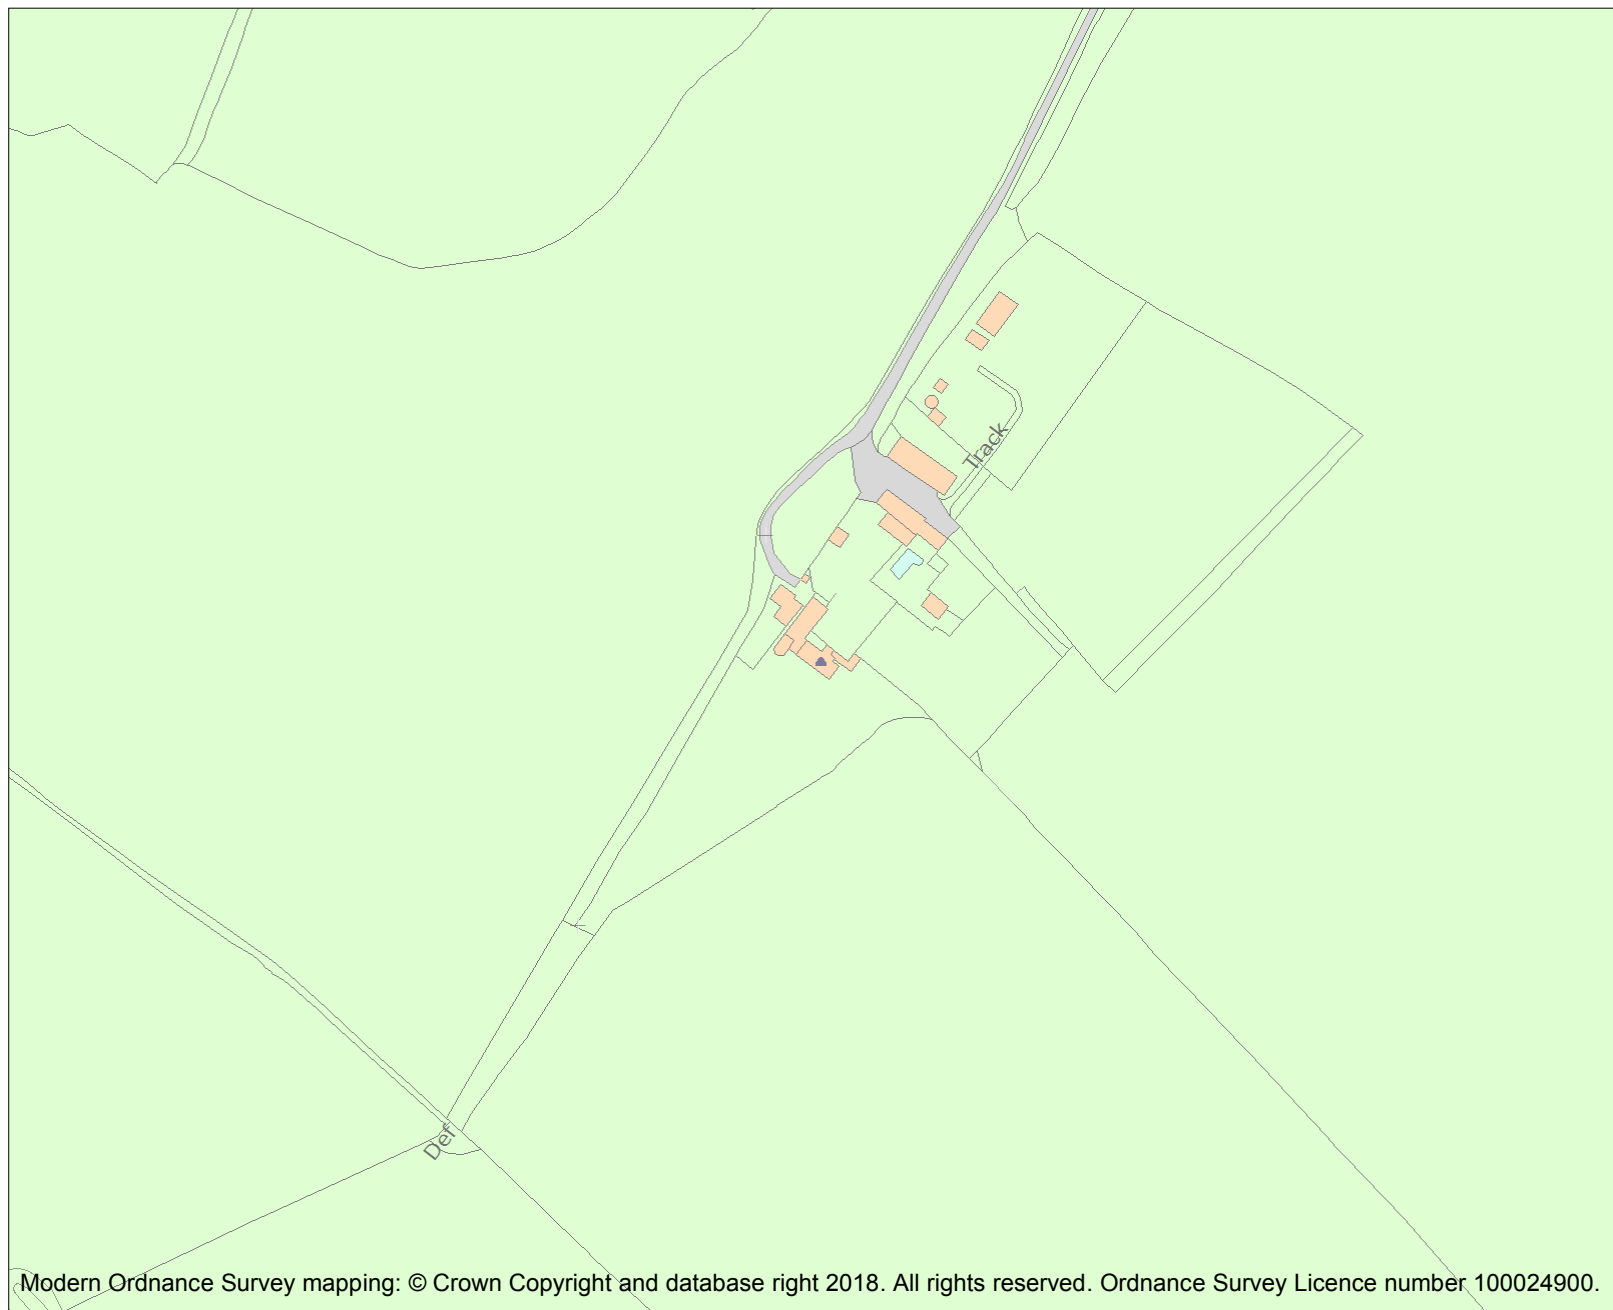 Track
Def
Modern Ordnance Survey mapping: © Crown Copyright and database right 2018. All rights reserved. Ordnance Survey Licence number 100024900.